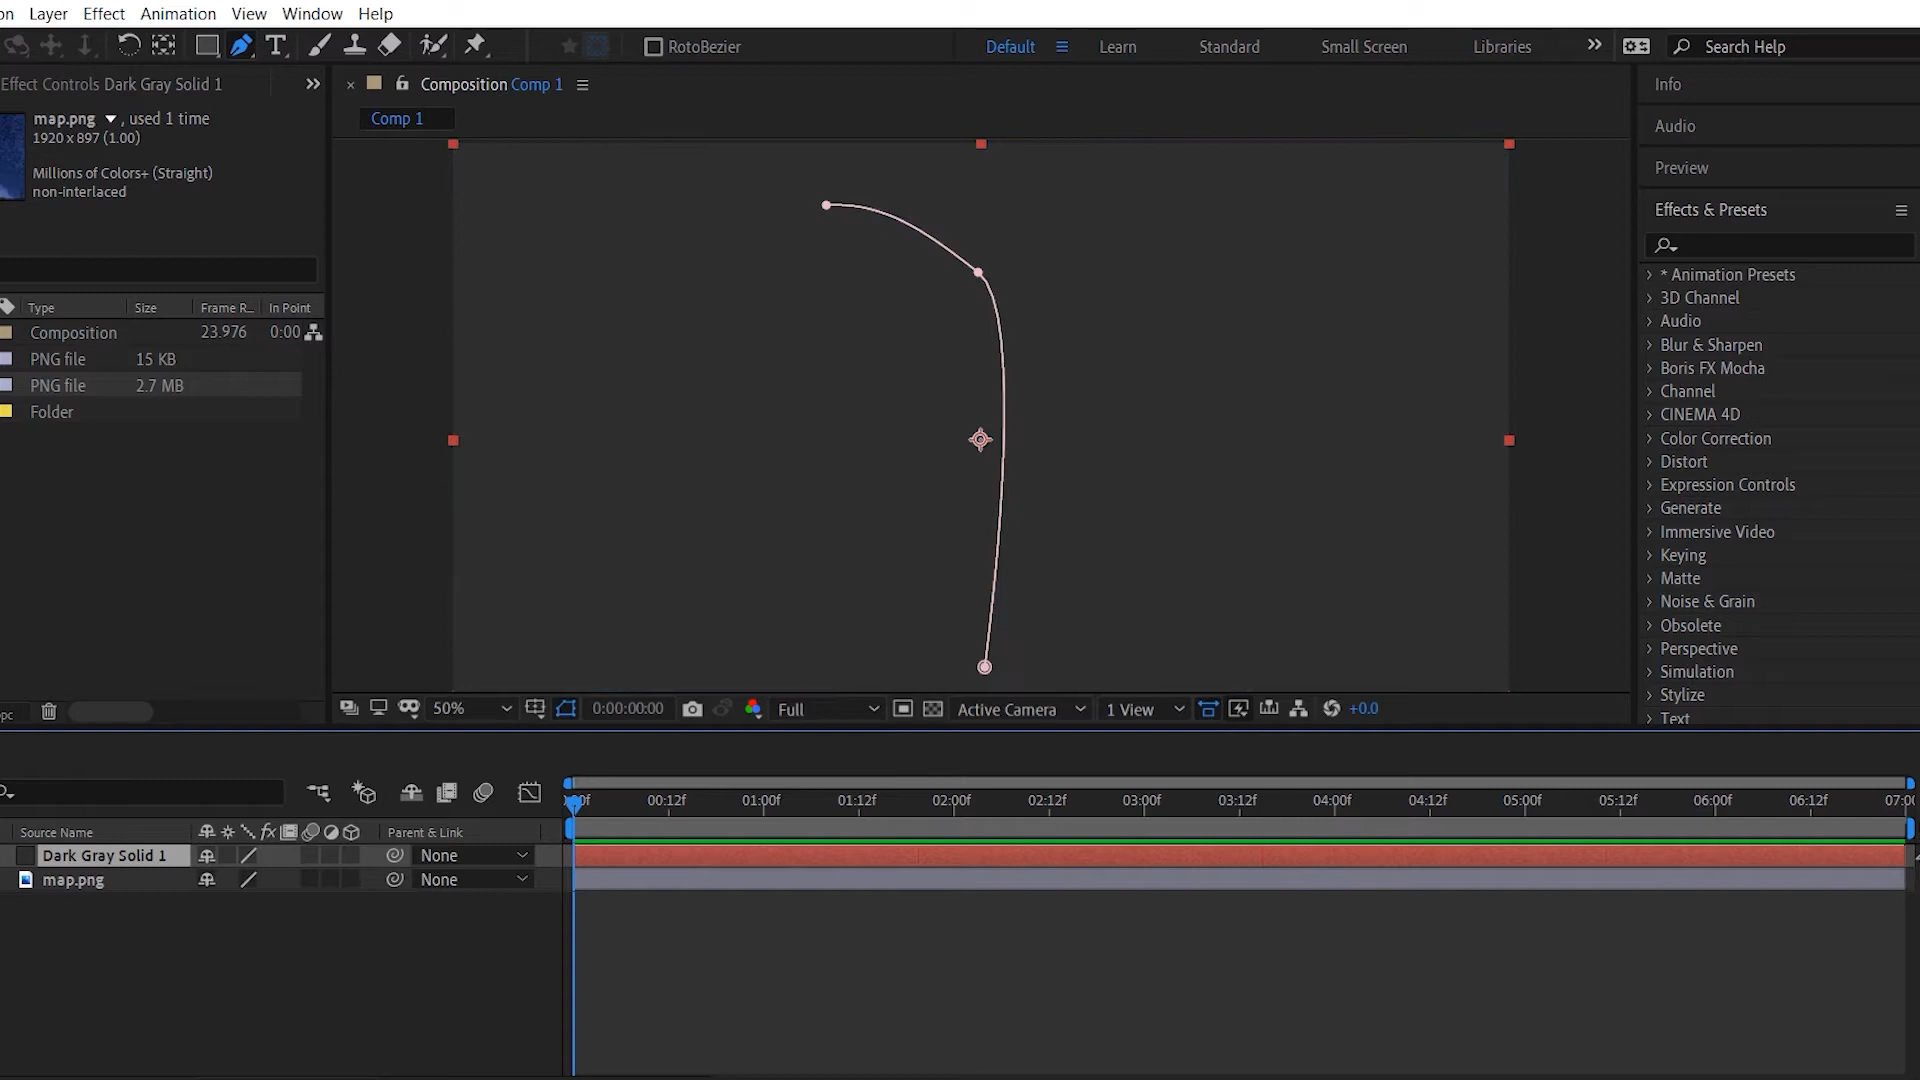 on Layer Effect Animation View Window Help
RotoBezier Default Learn Standard Small Screen Libraries Search Help
Effect Controls Dark Gray Solid 1
Composition Comp 1
Info
map.png , used 1 time
1920 x 897 (1.00)
Comp 1
Audio
Millions of Colors+ (Straight)
non-interlaced
Preview
Effects & Presets
* Animation Presets
3D Channel
Audio
Blur & Sharpen
Boris FX Mocha
Channel
CINEMA 4D
Color Correction
Distort
Expression Controls
Generate
Immersive Video
Keying
Matte
Noise & Grain
Obsolete
Perspective
Simulation
Stylize
Text
Type Size Frame R... In Point
Composition 23.976 0:00
PNG file 15 KB
PNG file 2.7 MB
Folder
pc
50% 0:00:00:00 Full Active Camera 1 View +0.0
00:12f 01:00f 01:12f 02:00f 02:12f 03:00f 03:12f 04:00f 04:12f 05:00f 05:12f 06:00f 06:12f 07:0
Source Name Parent & Link
Dark Gray Solid 1 None
map.png None